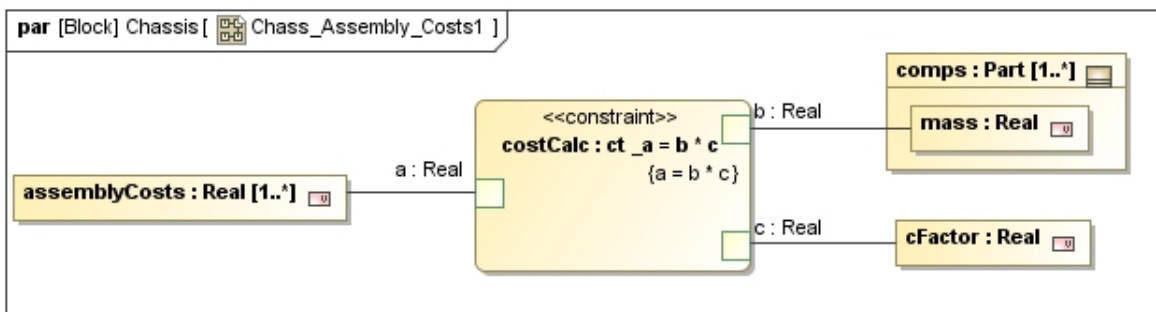 par [Block] Chassis [ Chass_Assembly_Costs1 ]
comps : Part [1..*]
mass : Real
b : Real
<<constraint>>
costCalc : ct _a = b * c
{a = b * c}
a : Real
assemblyCosts : Real [1..*]
c : Real
cFactor : Real